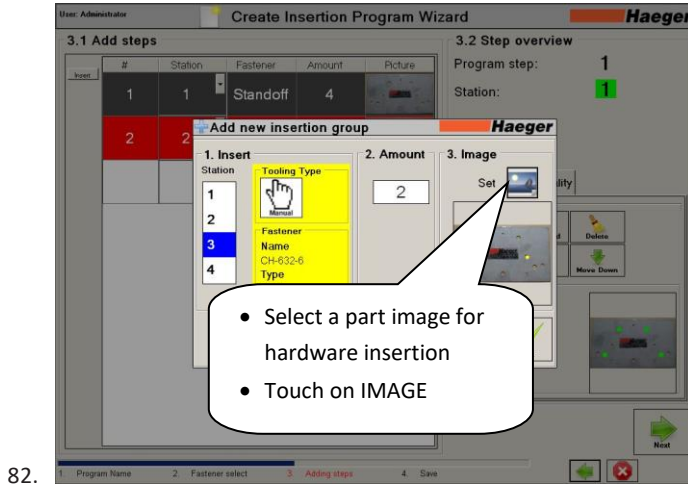 User: Administrator
Create Insertion Program Wizard
Haeger
3.1 Add steps
Insert
# Station Fastener Amount Picture
1 1 Standoff 4
2 2
3.2 Step overview
Program step: 1
Station: 1
Add new insertion group
Haeger
1. Insert
Station
1
2
3
4
Tooling Type
Manual
Fastener
Name
CH-632-6
Type
2. Amount
2
3. Image
Set
lity
Delete
Move Down
• Select a part image for
hardware insertion
• Touch on IMAGE
Next
82.
1. Program Name 2. Fastener select 3. Adding steps 4. Save